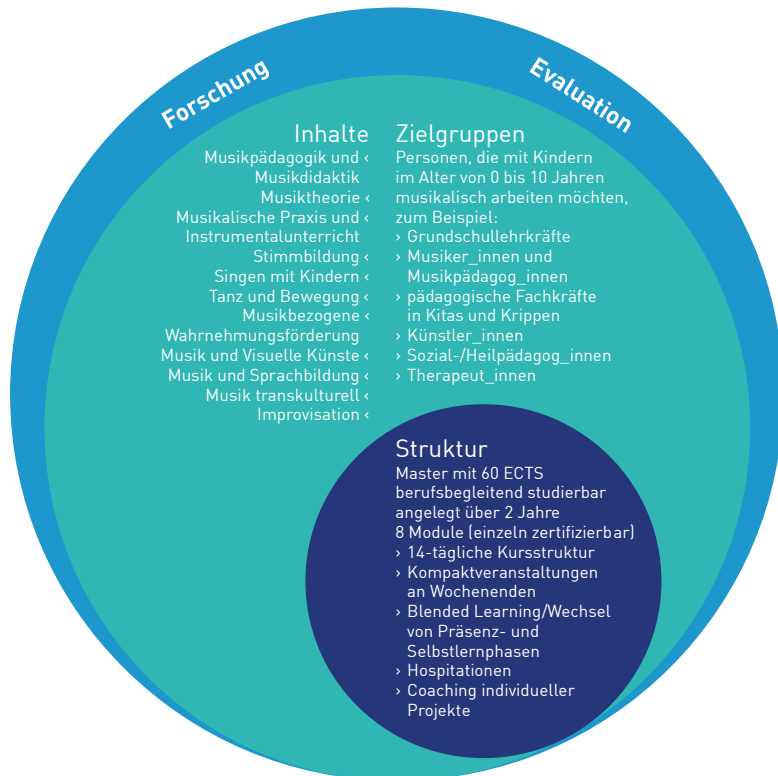 Forschung
Evaluation
Inhalte
Musikpädagogik und ‹
Musikdidaktik
Musiktheorie ‹
Musikalische Praxis und ‹
Instrumentalunterricht
Stimmbildung ‹
Singen mit Kindern ‹
Tanz und Bewegung ‹
Musikbezogene ‹
Wahrnehmungsförderung
Musik und Visuelle Künste ‹
Musik und Sprachbildung ‹
Musik transkulturell ‹
Improvisation ‹
Zielgruppen
Personen, die mit Kindern
im Alter von 0 bis 10 Jahren
musikalisch arbeiten möchten,
zum Beispiel:
› Grundschullehrkräfte
› Musiker_innen und
Musikpädagog_innen
› pädagogische Fachkräfte
in Kitas und Krippen
› Künstler_innen
› Sozial-/Heilpädagog_innen
› Therapeut_innen
Struktur
Master mit 60 ECTS
berufsbegleitend studierbar
angelegt über 2 Jahre
8 Module (einzeln zertifizierbar)
› 14-tägliche Kursstruktur
› Kompaktveranstaltungen
an Wochenenden
› Blended Learning/Wechsel
von Präsenz- und
Selbstlernphasen
› Hospitationen
› Coaching individueller
Projekte